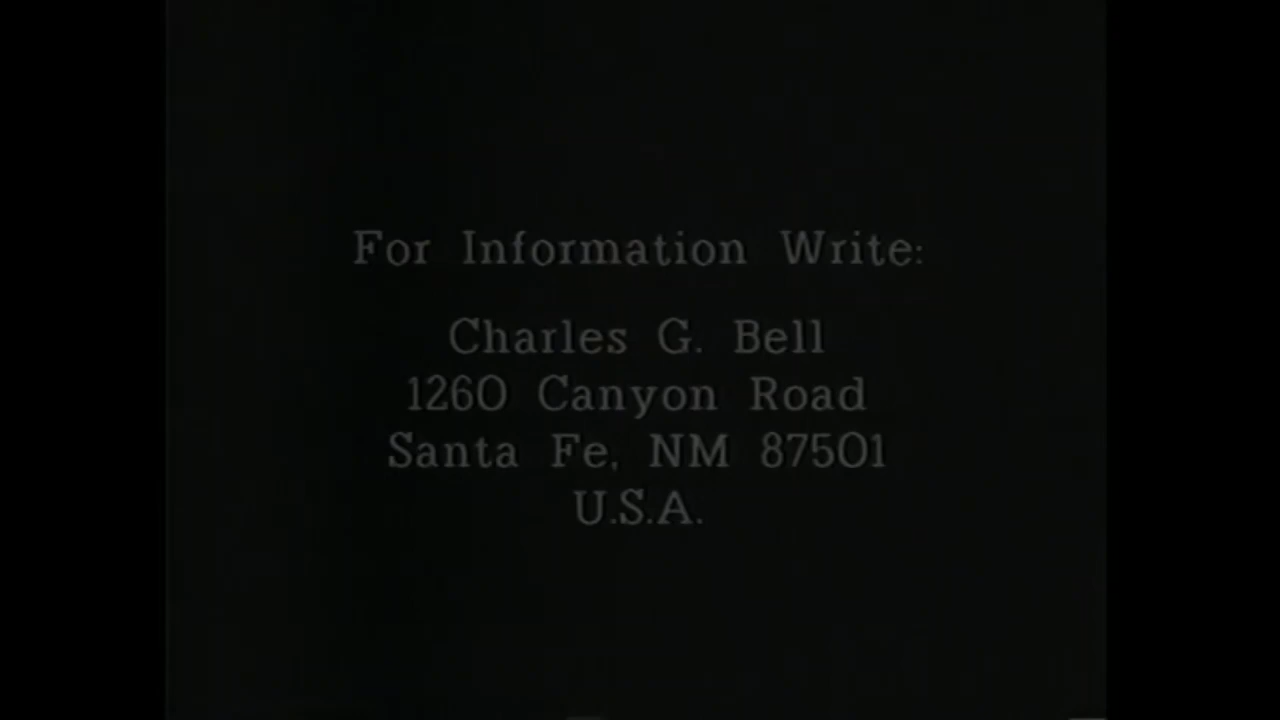 For Information Write:
Charles G. Bell
1260 Canyon Road
Santa Fe, NM 87501
U.S.A.